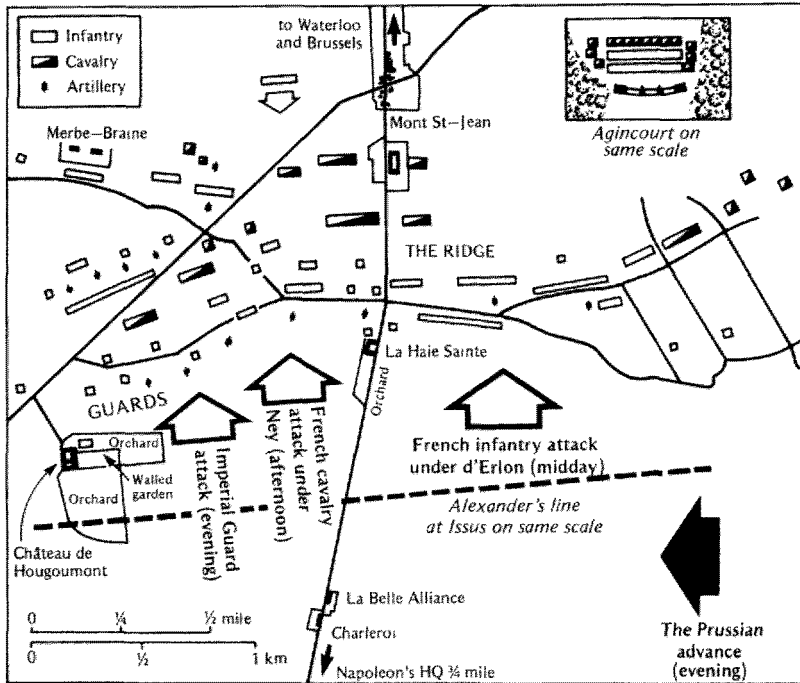 Infantry
Cavalry
Artillery
to Waterloo
and Brussels
Mont St–Jean
Agincourt on
same scale
Merbe–Braine
THE RIDGE
La Haie Sainte
Orchard
GUARDS
Orchard
Walled
garden
Orchard
Imperial Guard
attack (evening)
French cavalry
attack under
Ney (afternoon)
French infantry attack
under d'Erlon (midday)
Alexander's line
at Issus on same scale
Château de
Hougoumont
0 ¼ ½ mile
0 ½ 1 km
La Belle Alliance
Charleroi
Napoleon's HQ ¾ mile
The Prussian
advance
(evening)